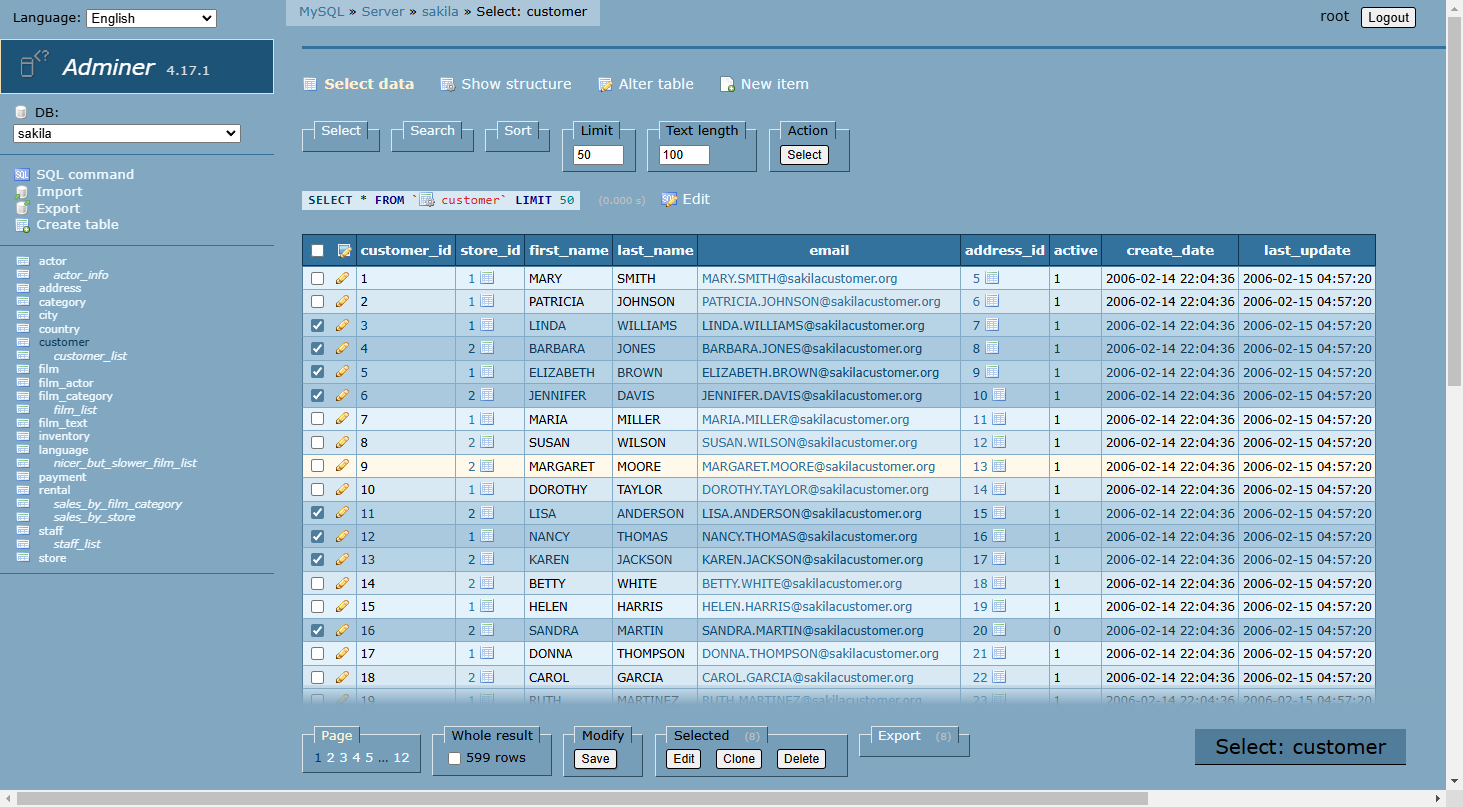 Language: English
MySQL » Server » sakila » Select: customer
root Logout
Adminer 4.17.1
DB:
sakila
SQL command
Import
Export
Create table
actor
actor_info
address
category
city
country
customer
customer_list
film
film_actor
film_category
film_list
film_text
inventory
language
nicer_but_slower_film_list
payment
rental
sales_by_film_category
sales_by_store
staff
staff_list
store
Select data Show structure Alter table New item
Select Search Sort Limit Text length Action
50 100 Select
SELECT * FROM `customer` LIMIT 50 (0.000 s) Edit
customer_id store_id first_name last_name email address_id active create_date last_update
1 1 MARY SMITH MARY.SMITH@sakilacustomer.org 5 1 2006-02-14 22:04:36 2006-02-15 04:57:20
2 1 PATRICIA JOHNSON PATRICIA.JOHNSON@sakilacustomer.org 6 1 2006-02-14 22:04:36 2006-02-15 04:57:20
3 1 LINDA WILLIAMS LINDA.WILLIAMS@sakilacustomer.org 7 1 2006-02-14 22:04:36 2006-02-15 04:57:20
4 2 BARBARA JONES BARBARA.JONES@sakilacustomer.org 8 1 2006-02-14 22:04:36 2006-02-15 04:57:20
5 1 ELIZABETH BROWN ELIZABETH.BROWN@sakilacustomer.org 9 1 2006-02-14 22:04:36 2006-02-15 04:57:20
6 2 JENNIFER DAVIS JENNIFER.DAVIS@sakilacustomer.org 10 1 2006-02-14 22:04:36 2006-02-15 04:57:20
7 1 MARIA MILLER MARIA.MILLER@sakilacustomer.org 11 1 2006-02-14 22:04:36 2006-02-15 04:57:20
8 2 SUSAN WILSON SUSAN.WILSON@sakilacustomer.org 12 1 2006-02-14 22:04:36 2006-02-15 04:57:20
9 2 MARGARET MOORE MARGARET.MOORE@sakilacustomer.org 13 1 2006-02-14 22:04:36 2006-02-15 04:57:20
10 1 DOROTHY TAYLOR DOROTHY.TAYLOR@sakilacustomer.org 14 1 2006-02-14 22:04:36 2006-02-15 04:57:20
11 2 LISA ANDERSON LISA.ANDERSON@sakilacustomer.org 15 1 2006-02-14 22:04:36 2006-02-15 04:57:20
12 1 NANCY THOMAS NANCY.THOMAS@sakilacustomer.org 16 1 2006-02-14 22:04:36 2006-02-15 04:57:20
13 2 KAREN JACKSON KAREN.JACKSON@sakilacustomer.org 17 1 2006-02-14 22:04:36 2006-02-15 04:57:20
14 2 BETTY WHITE BETTY.WHITE@sakilacustomer.org 18 1 2006-02-14 22:04:36 2006-02-15 04:57:20
15 1 HELEN HARRIS HELEN.HARRIS@sakilacustomer.org 19 1 2006-02-14 22:04:36 2006-02-15 04:57:20
16 2 SANDRA MARTIN SANDRA.MARTIN@sakilacustomer.org 20 0 2006-02-14 22:04:36 2006-02-15 04:57:20
17 1 DONNA THOMPSON DONNA.THOMPSON@sakilacustomer.org 21 1 2006-02-14 22:04:36 2006-02-15 04:57:20
18 2 CAROL GARCIA CAROL.GARCIA@sakilacustomer.org 22 1 2006-02-14 22:04:36 2006-02-15 04:57:20
19 1 RUTH MARTINEZ RUTH.MARTINEZ@sakilacustomer.org 23 1 2006-02-14 22:04:36 2006-02-15 04:57:20
Page Whole result Modify Selected (8) Export (8)
1 2 3 4 5 ... 12 599 rows Save Edit Clone Delete
Select: customer
SQL
SQL